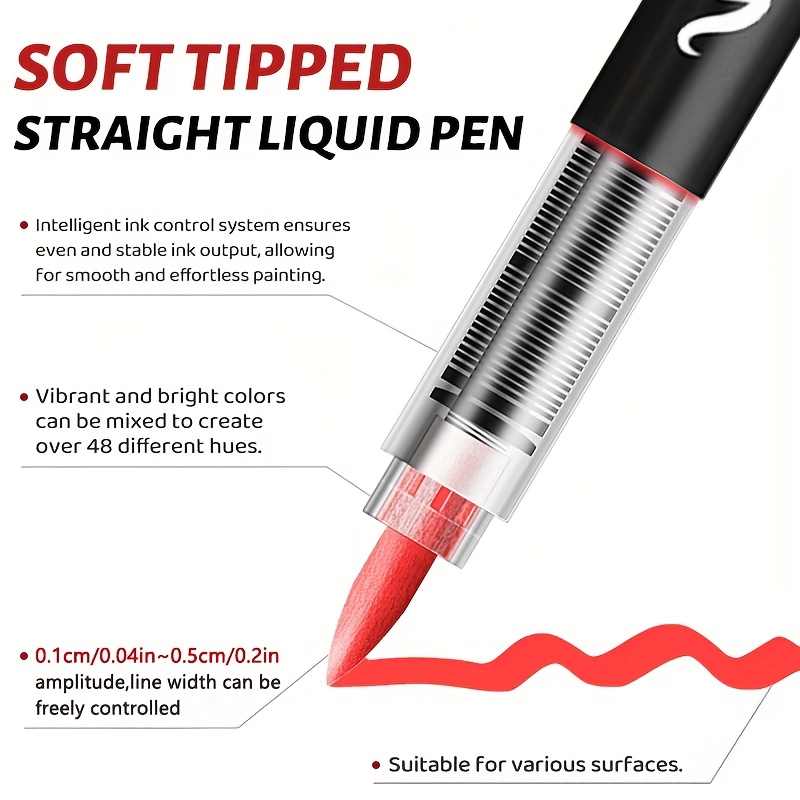 SOFT TIPPED
STRAIGHT LIQUID PEN
• Intelligent ink control system ensures
even and stable ink output, allowing
for smooth and effortless painting.
• Vibrant and bright colors
can be mixed to create
over 48 different hues.
• 0.1cm/0.04in~0.5cm/0.2in
amplitude,line width can be
freely controlled
• Suitable for various surfaces.